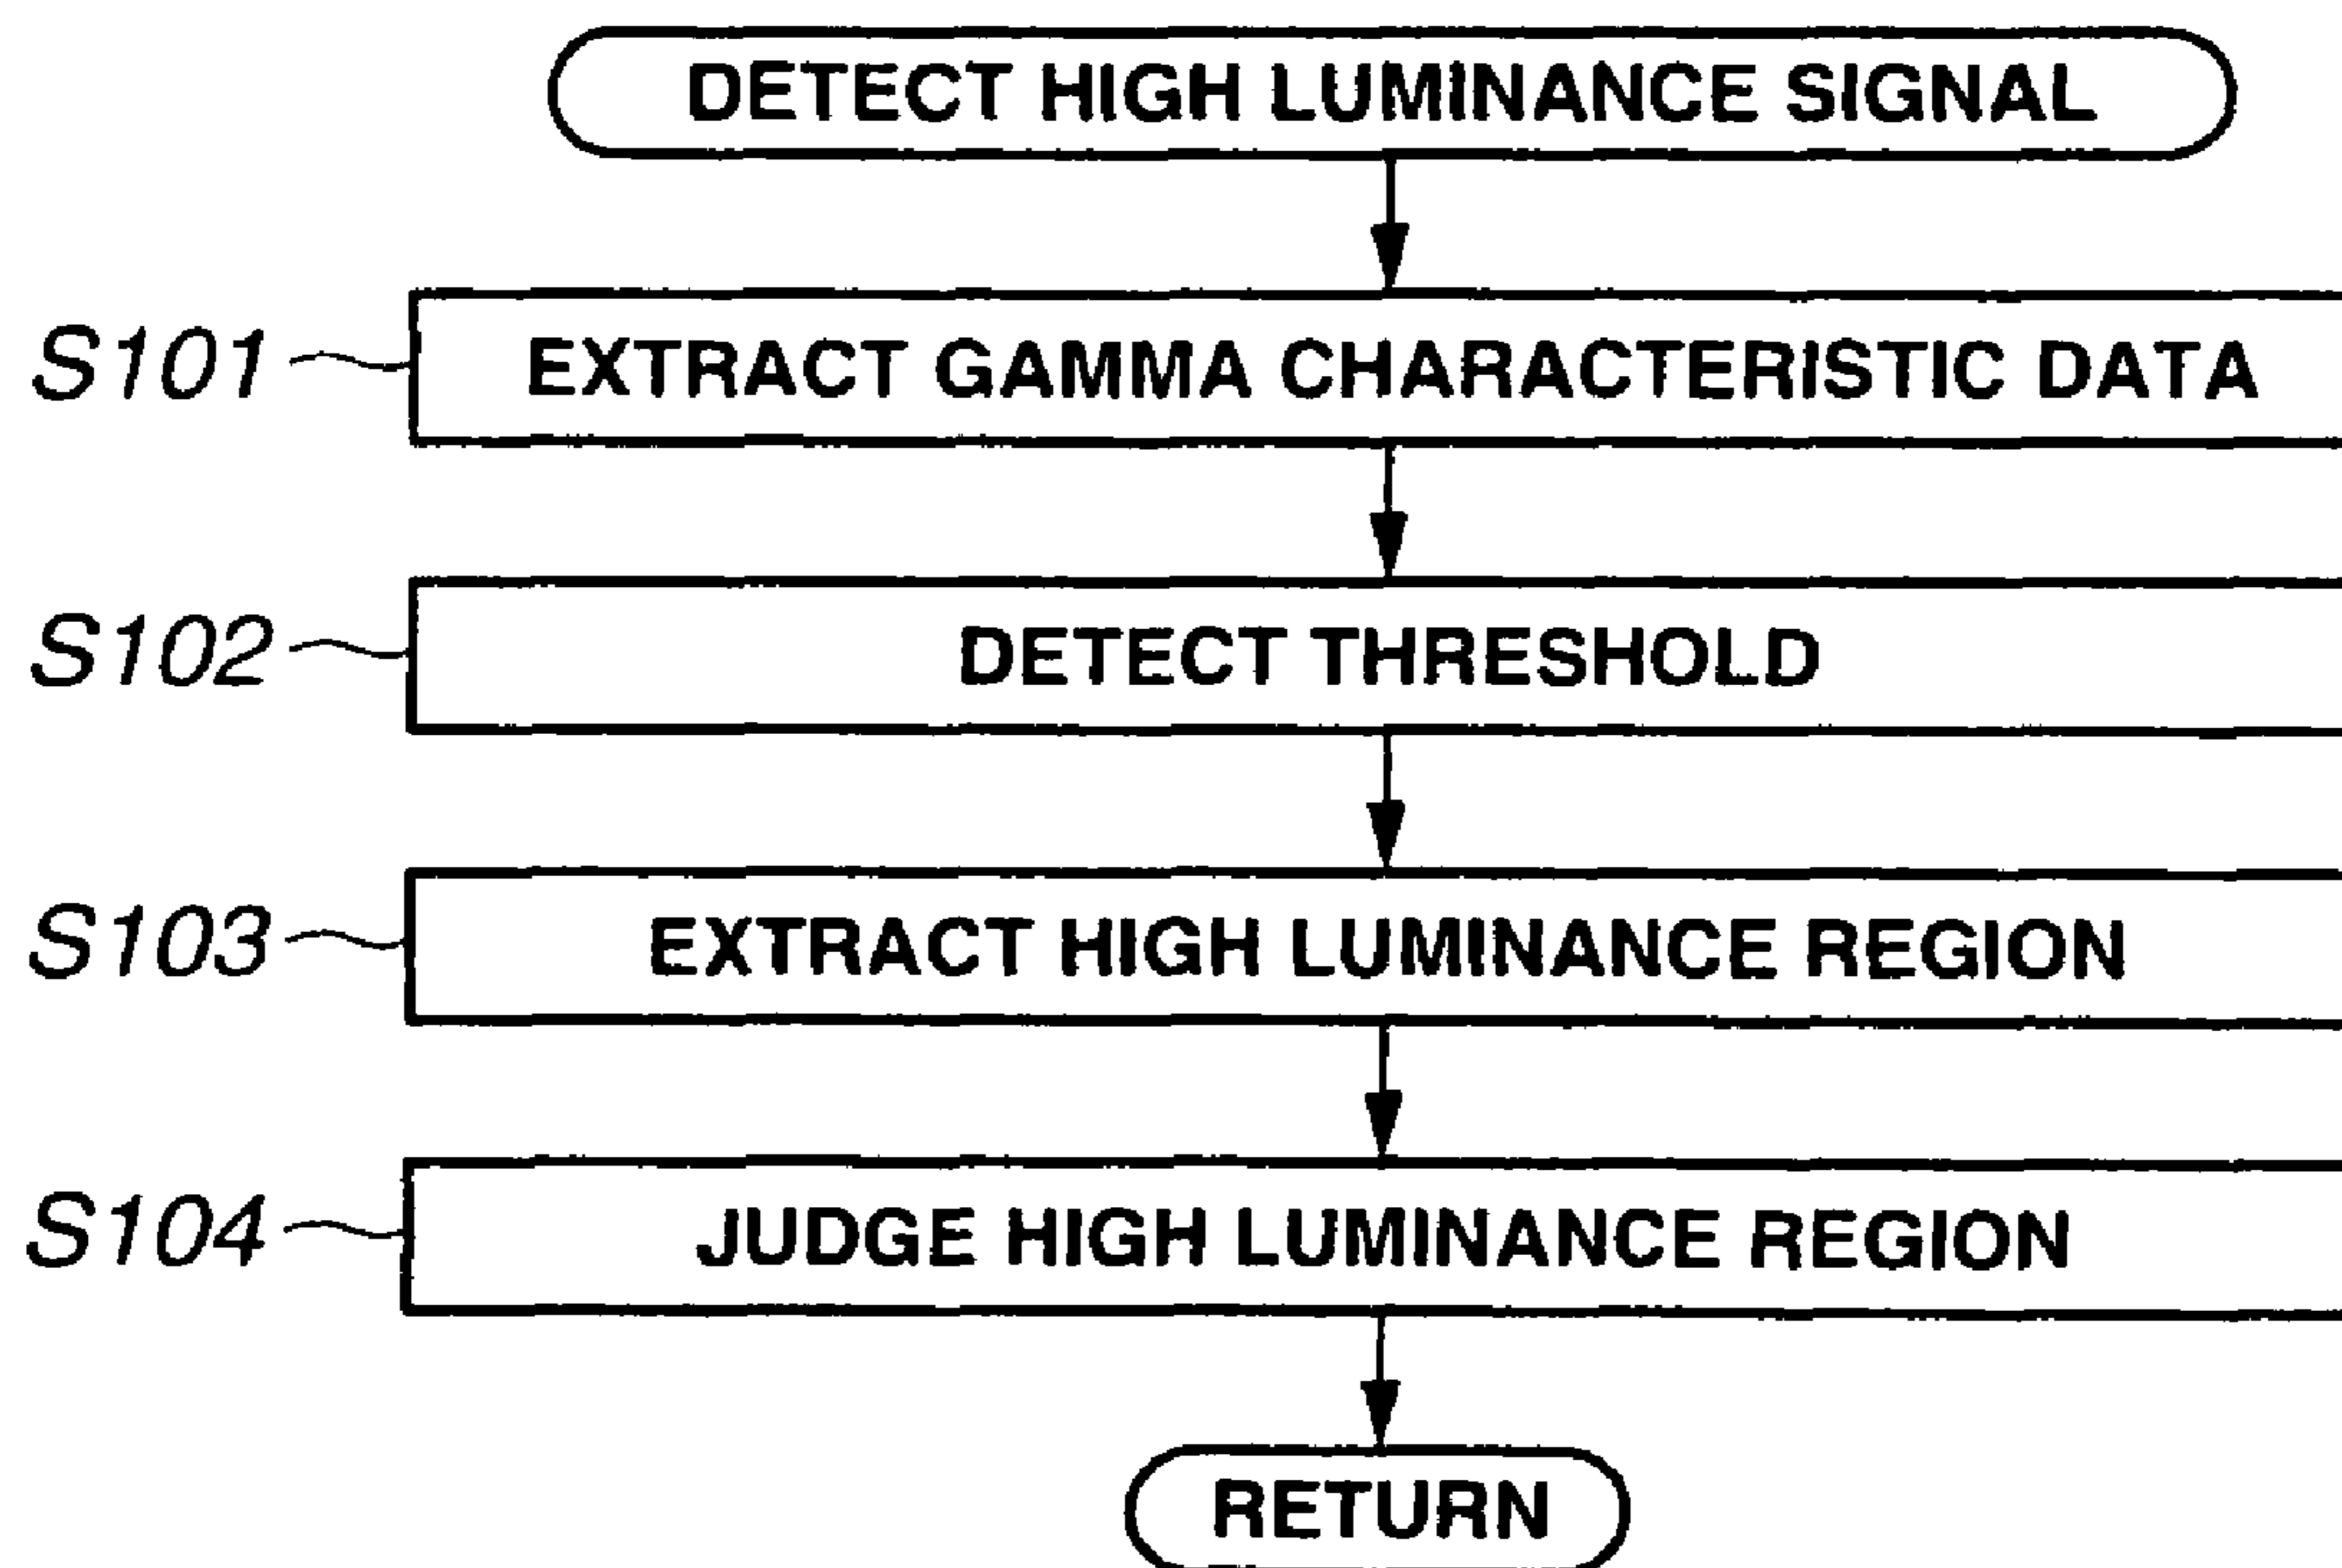 DETECT HIGH LUMINANCE SIGNAL
S101 EXTRACT GAMMA CHARACTERISTIC DATA
S102 DETECT THRESHOLD
S103 EXTRACT HIGH LUMINANCE REGION
S104 JUDGE HIGH LUMINANCE REGION
RETURN